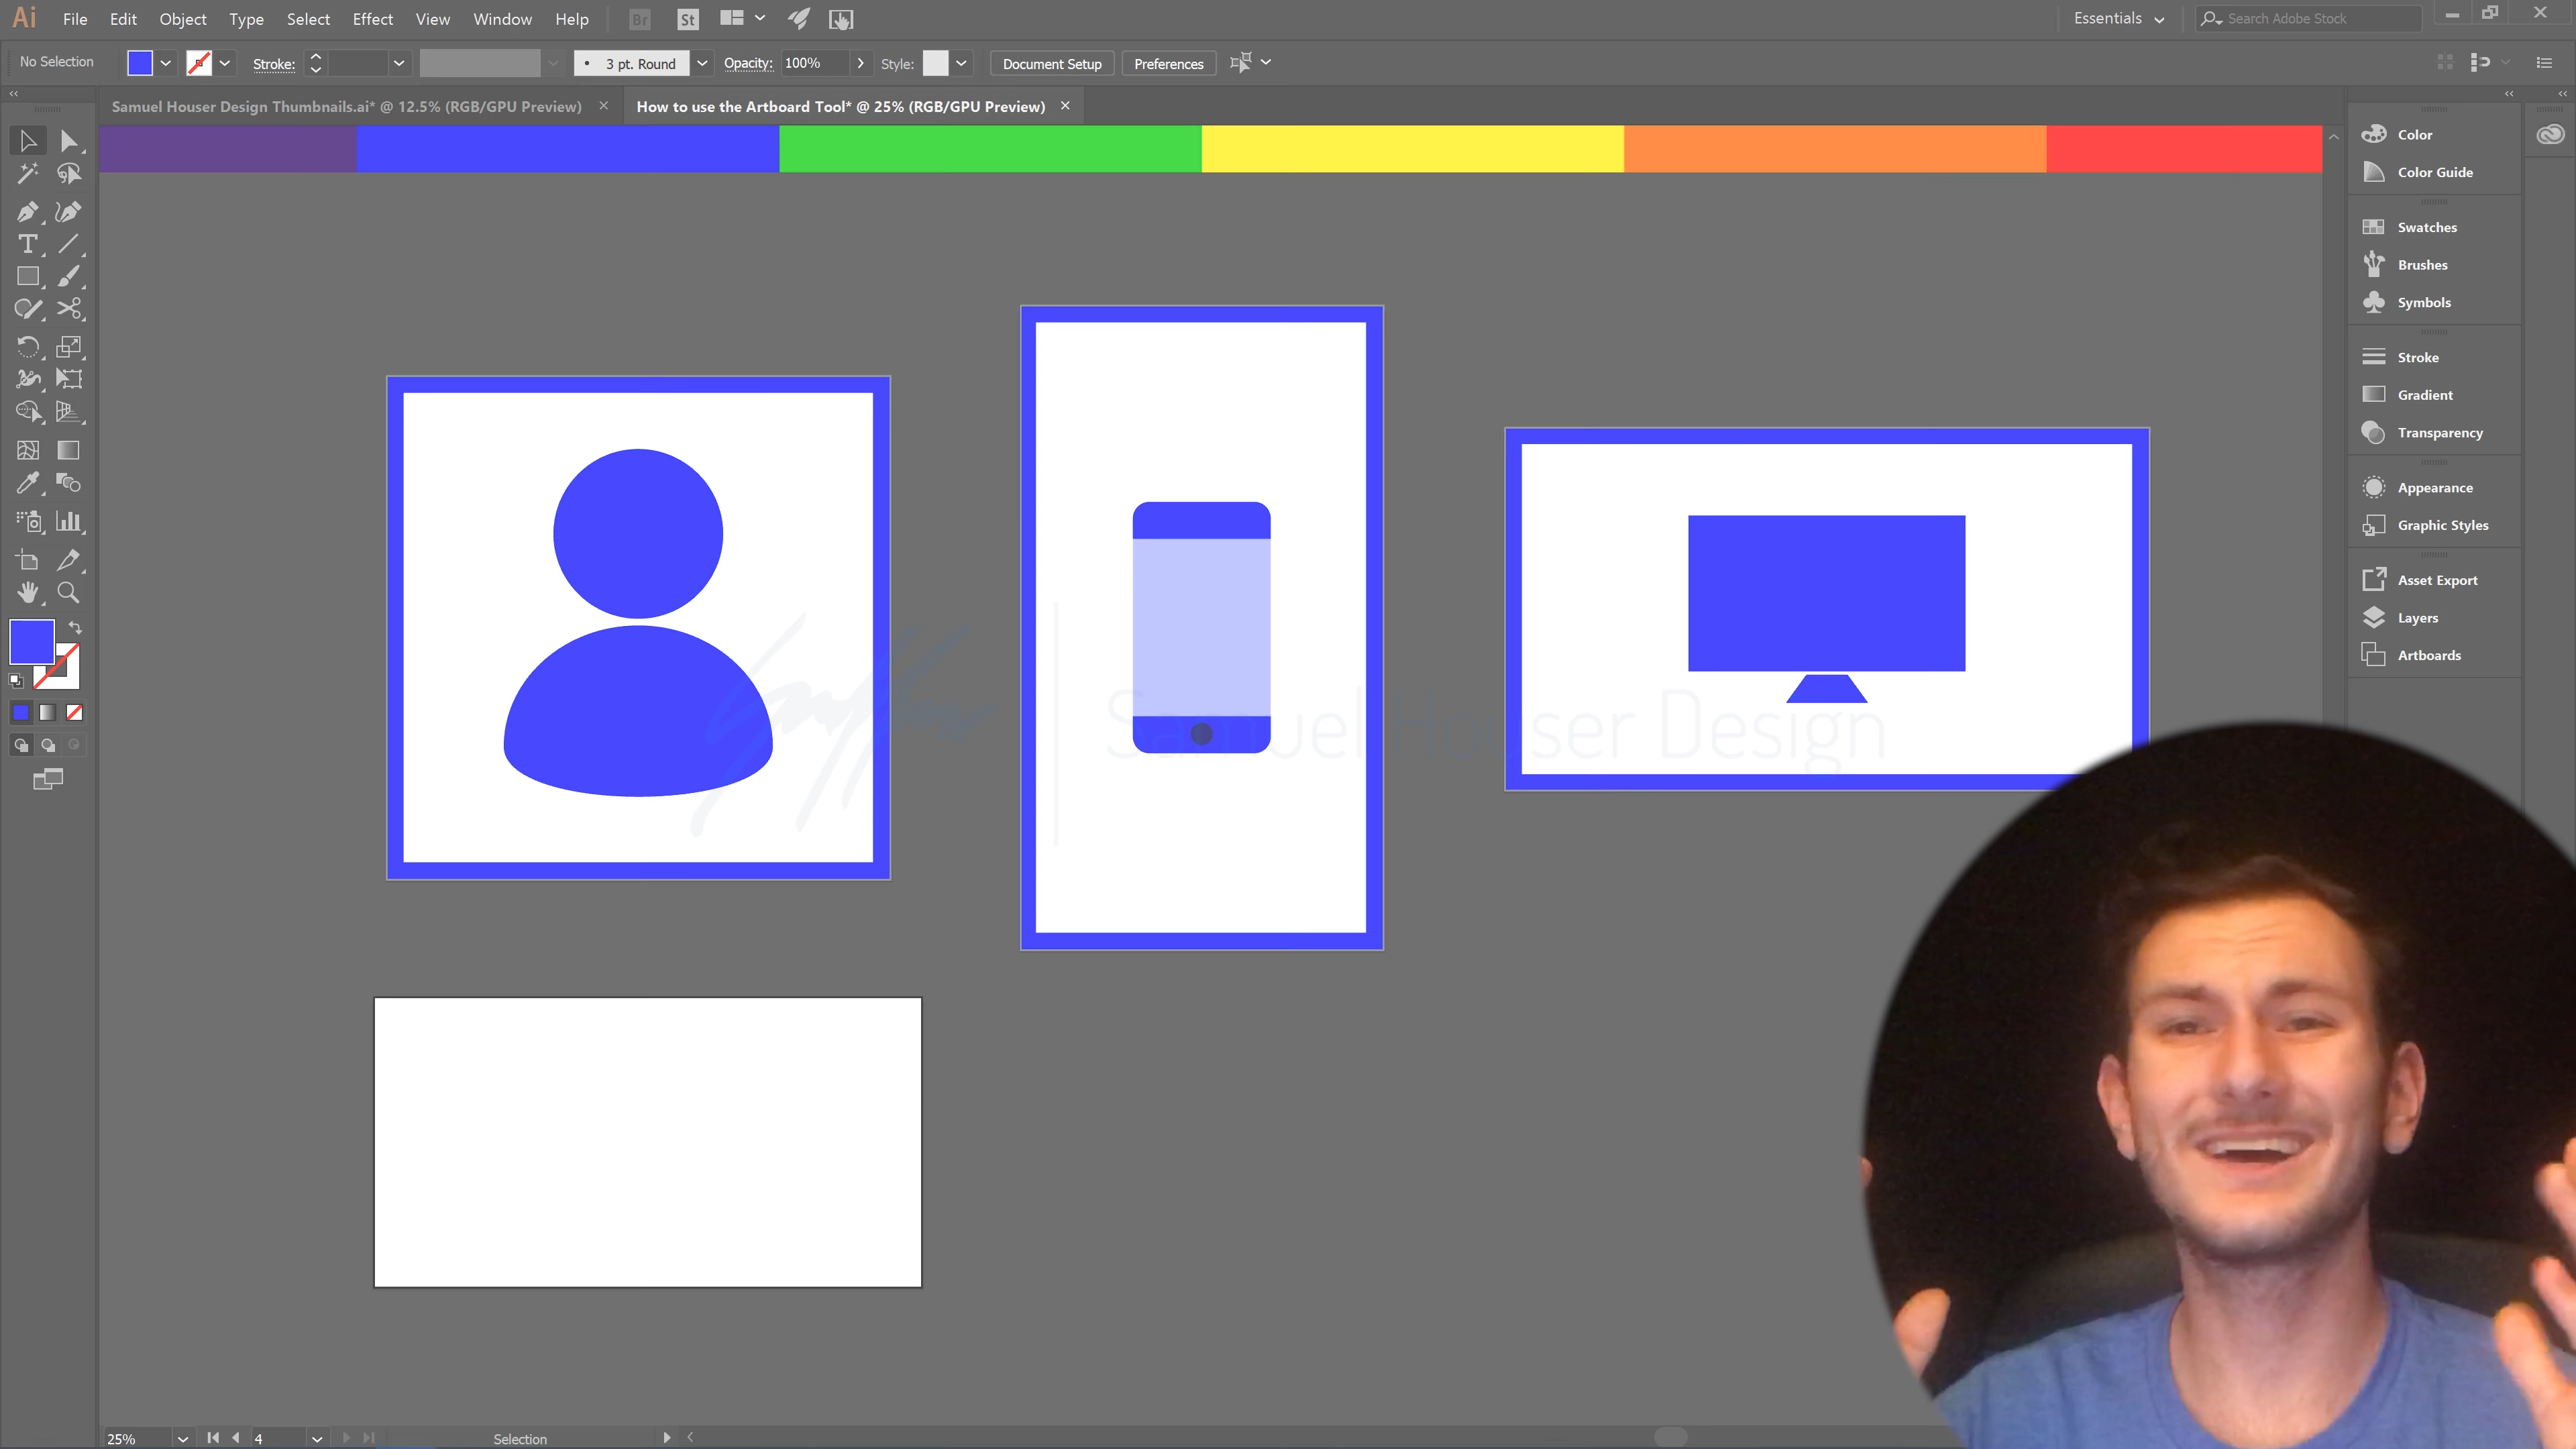 Ai File Edit Object Type Select Effect View Window Help Br St Essentials Search Adobe Stock
No Selection Stroke: 3 pt. Round Opacity: 100% Style: Document Setup Preferences
Samuel Houser Design Thumbnails.ai* @ 12.5% (RGB/GPU Preview) How to use the Artboard Tool* @ 25% (RGB/GPU Preview)
Color
Color Guide
Swatches
Brushes
Symbols
Stroke
Gradient
Transparency
Appearance
Graphic Styles
Asset Export
Layers
Artboards
Samuel Houser Design
25% 4 Selection